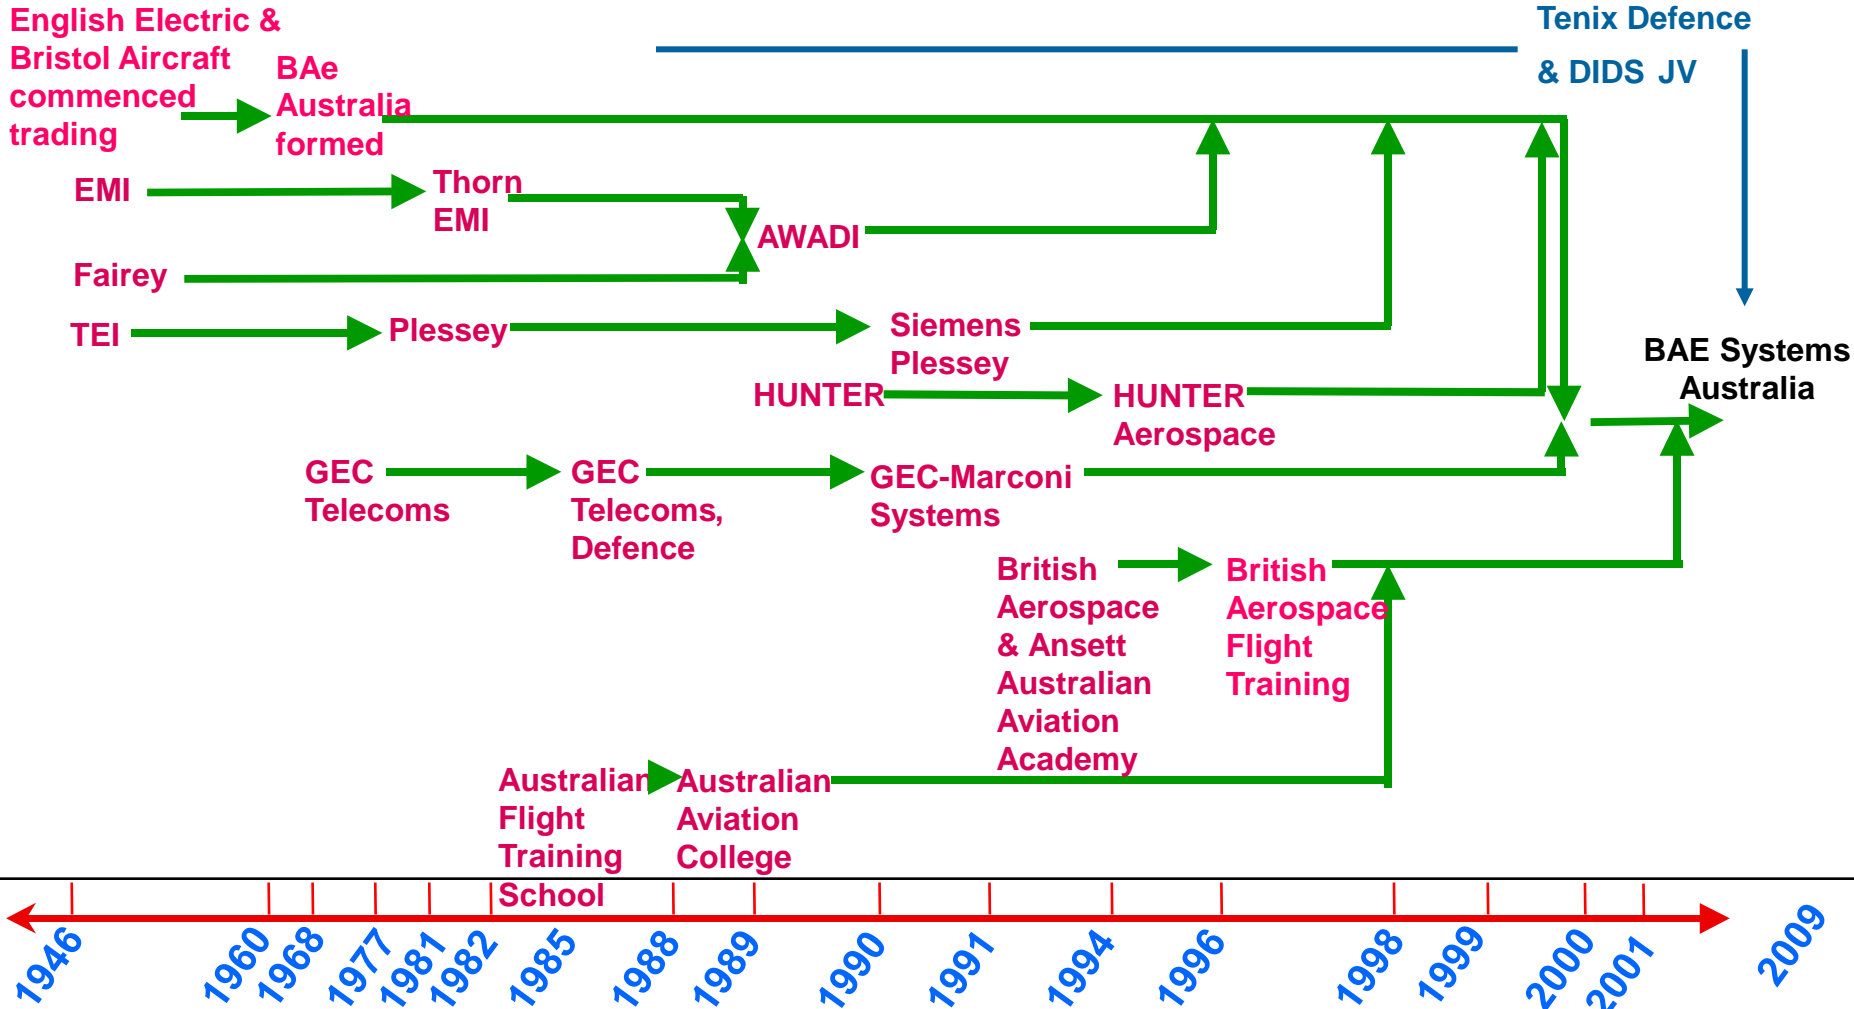 English Electric &
Bristol Aircraft
commenced
trading
BAe
Australia
formed
Tenix Defence
& DIDS JV
EMI
Thorn
EMI
AWADI
Fairey
TEI
Plessey
Siemens
Plessey
BAE Systems
Australia
HUNTER
HUNTER
Aerospace
GEC
Telecoms
GEC
Telecoms,
Defence
GEC-Marconi
Systems
British
Aerospace
& Ansett
Australian
Aviation
Academy
British
Aerospace
Flight
Training
Australian
Flight
Training
School
Australian
Aviation
College
1946
1960
1968
1977
1981
1982
1985
1988
1989
1990
1991
1994
1996
1998
1999
2000
2001
2009